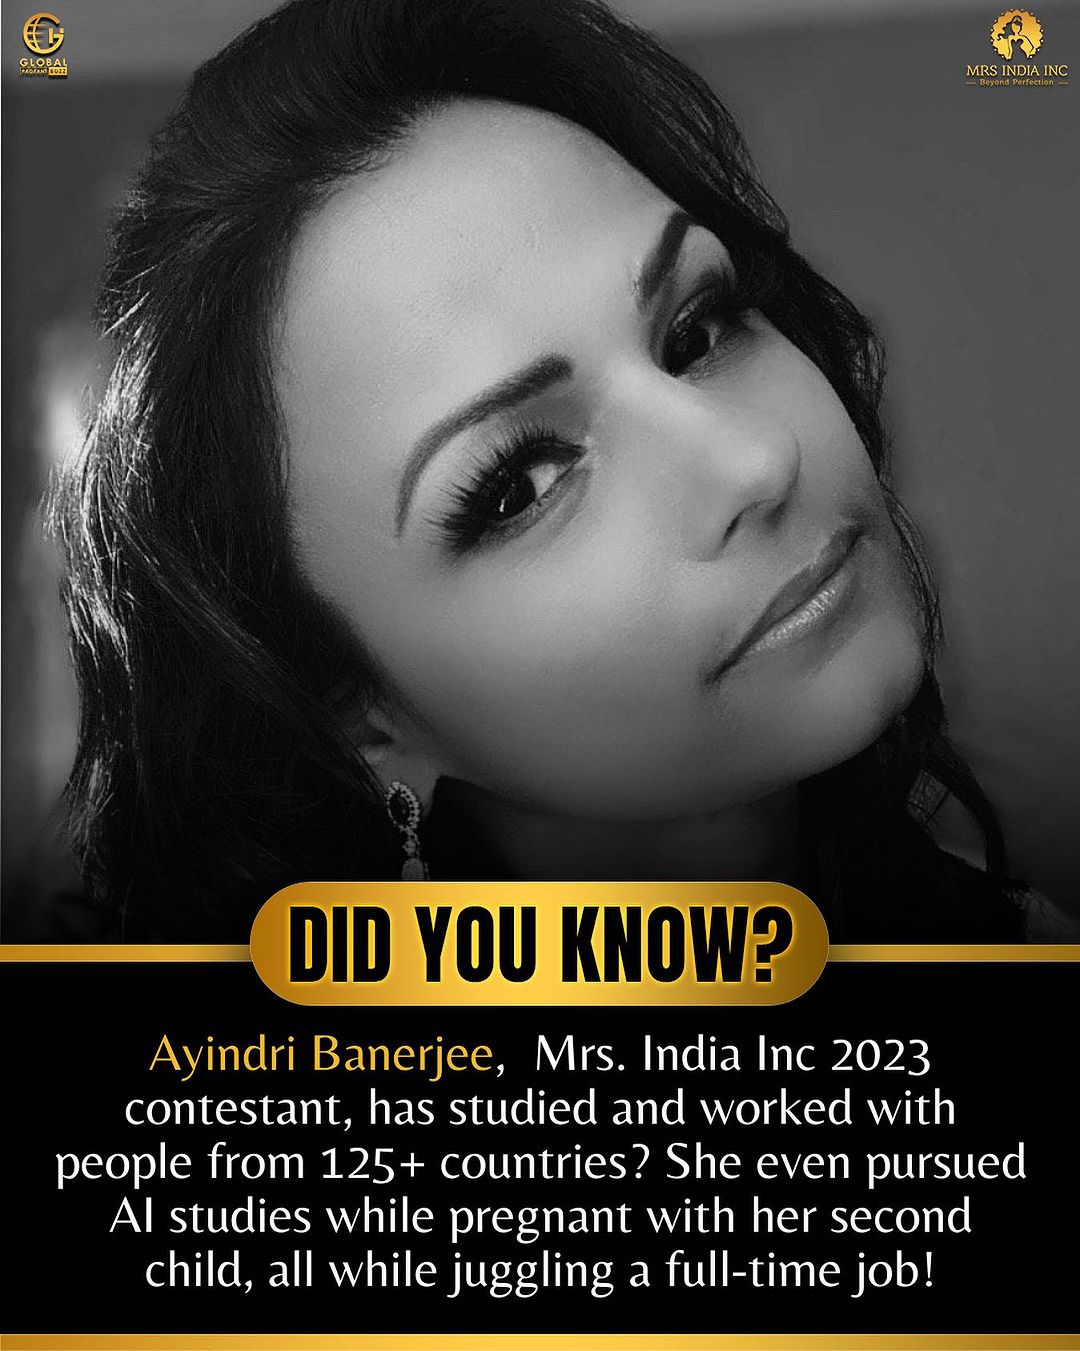 GLOBAL
PAGEANT BUZZ
MRS INDIA INC
Beyond Perfection
DID YOU KNOW?
Ayindri Banerjee, Mrs. India Inc 2023
contestant, has studied and worked with
people from 125+ countries? She even pursued
AI studies while pregnant with her second
child, all while juggling a full-time job!